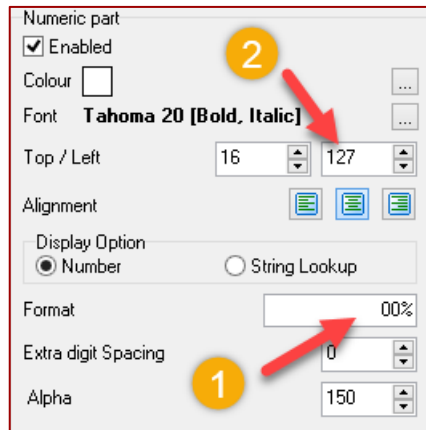 Numeric part
Enabled
2
Colour ...
Font Tahoma 20 [Bold, Italic] ...
Top / Left 16 127
Alignment
Display Option
Number String Lookup
Format 00%
Extra digit Spacing 0
1
Alpha 150